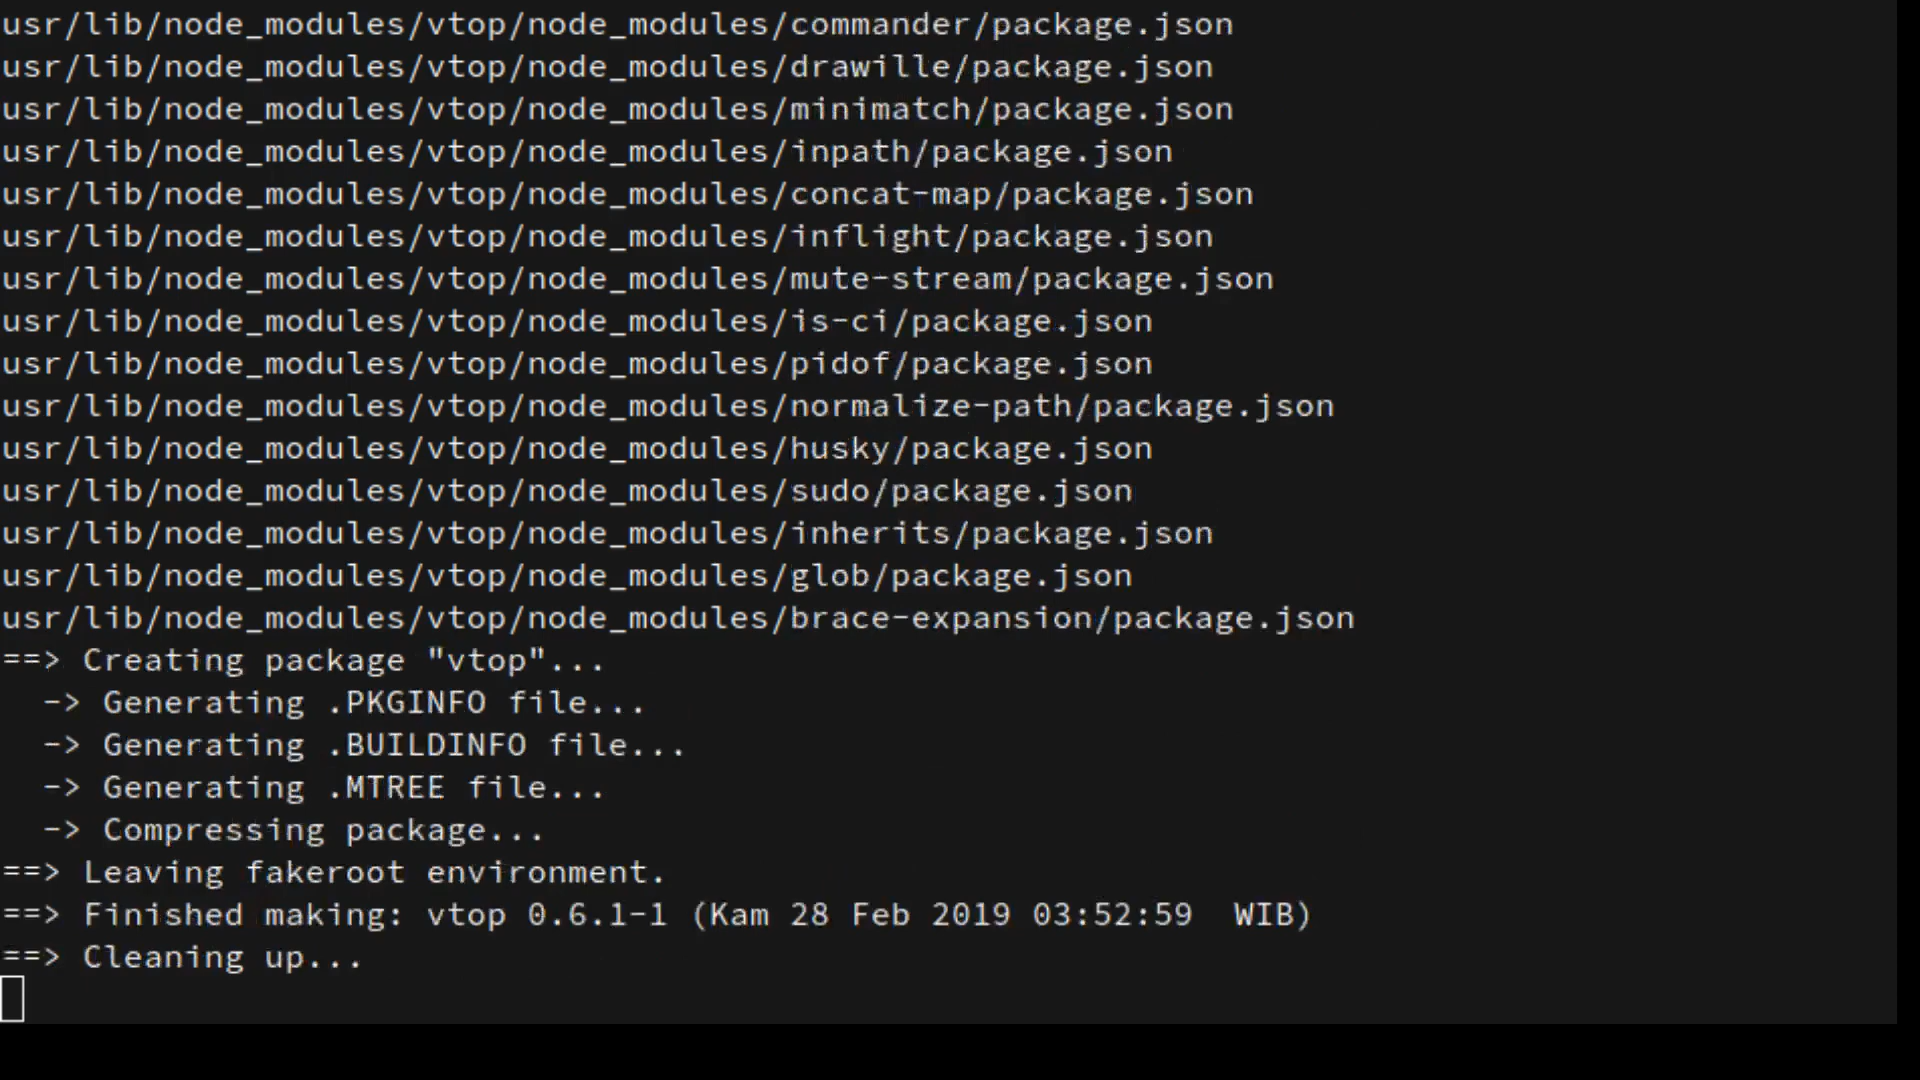 usr/lib/node_modules/vtop/node_modules/commander/package.json
usr/lib/node_modules/vtop/node_modules/drawille/package.json
usr/lib/node_modules/vtop/node_modules/minimatch/package.json
usr/lib/node_modules/vtop/node_modules/inpath/package.json
usr/lib/node_modules/vtop/node_modules/concat-map/package.json
usr/lib/node_modules/vtop/node_modules/inflight/package.json
usr/lib/node_modules/vtop/node_modules/mute-stream/package.json
usr/lib/node_modules/vtop/node_modules/is-ci/package.json
usr/lib/node_modules/vtop/node_modules/pidof/package.json
usr/lib/node_modules/vtop/node_modules/normalize-path/package.json
usr/lib/node_modules/vtop/node_modules/husky/package.json
usr/lib/node_modules/vtop/node_modules/sudo/package.json
usr/lib/node_modules/vtop/node_modules/inherits/package.json
usr/lib/node_modules/vtop/node_modules/glob/package.json
usr/lib/node_modules/vtop/node_modules/brace-expansion/package.json
==> Creating package "vtop"...
  -> Generating .PKGINFO file...
  -> Generating .BUILDINFO file...
  -> Generating .MTREE file...
  -> Compressing package...
==> Leaving fakeroot environment.
==> Finished making: vtop 0.6.1-1 (Kam 28 Feb 2019 03:52:59  WIB)
==> Cleaning up...